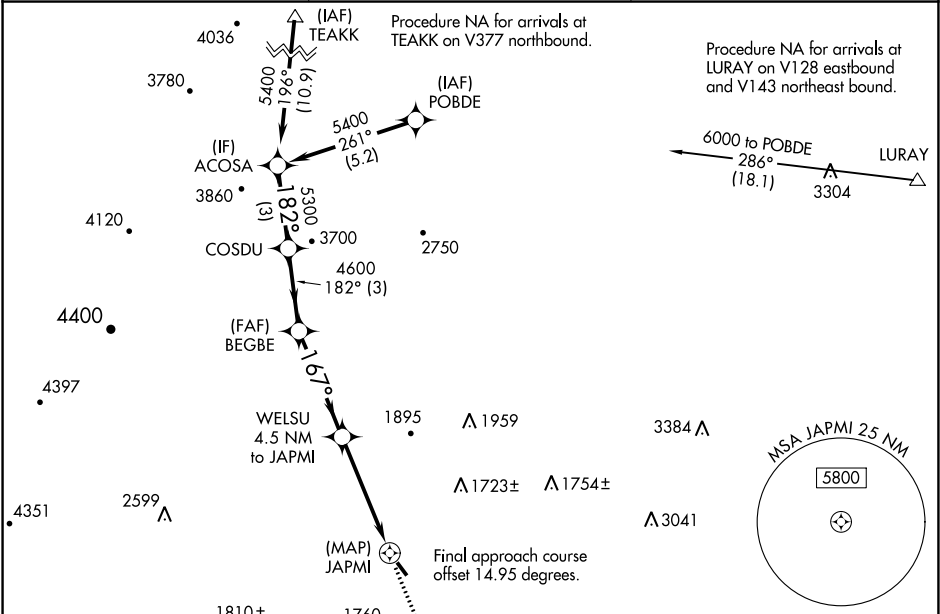 (IAF)
TEAKK
Procedure NA for arrivals at
TEAKK on V377 northbound.
4036
Procedure NA for arrivals at
LURAY on V128 eastbound
and V143 northeast bound.
3780
5400
196°
(10.9)
(IAF)
POBDE
5400
261°
(5.2)
6000 to POBDE
286°
(18.1)
LURAY
3304
(IF)
ACOSA
3860
5300
182°
(3)
4120
COSDU
3700
2750
4600
182° (3)
4400
(FAF)
BEGBE
167°
4397
WELSU
4.5 NM
to JAPMI
1895
1959
3384
MSA JAPMI 25 NM
5800
1723±
1754±
2599
4351
3041
(MAP)
JAPMI
Final approach course
offset 14.95 degrees.
1810±
1760